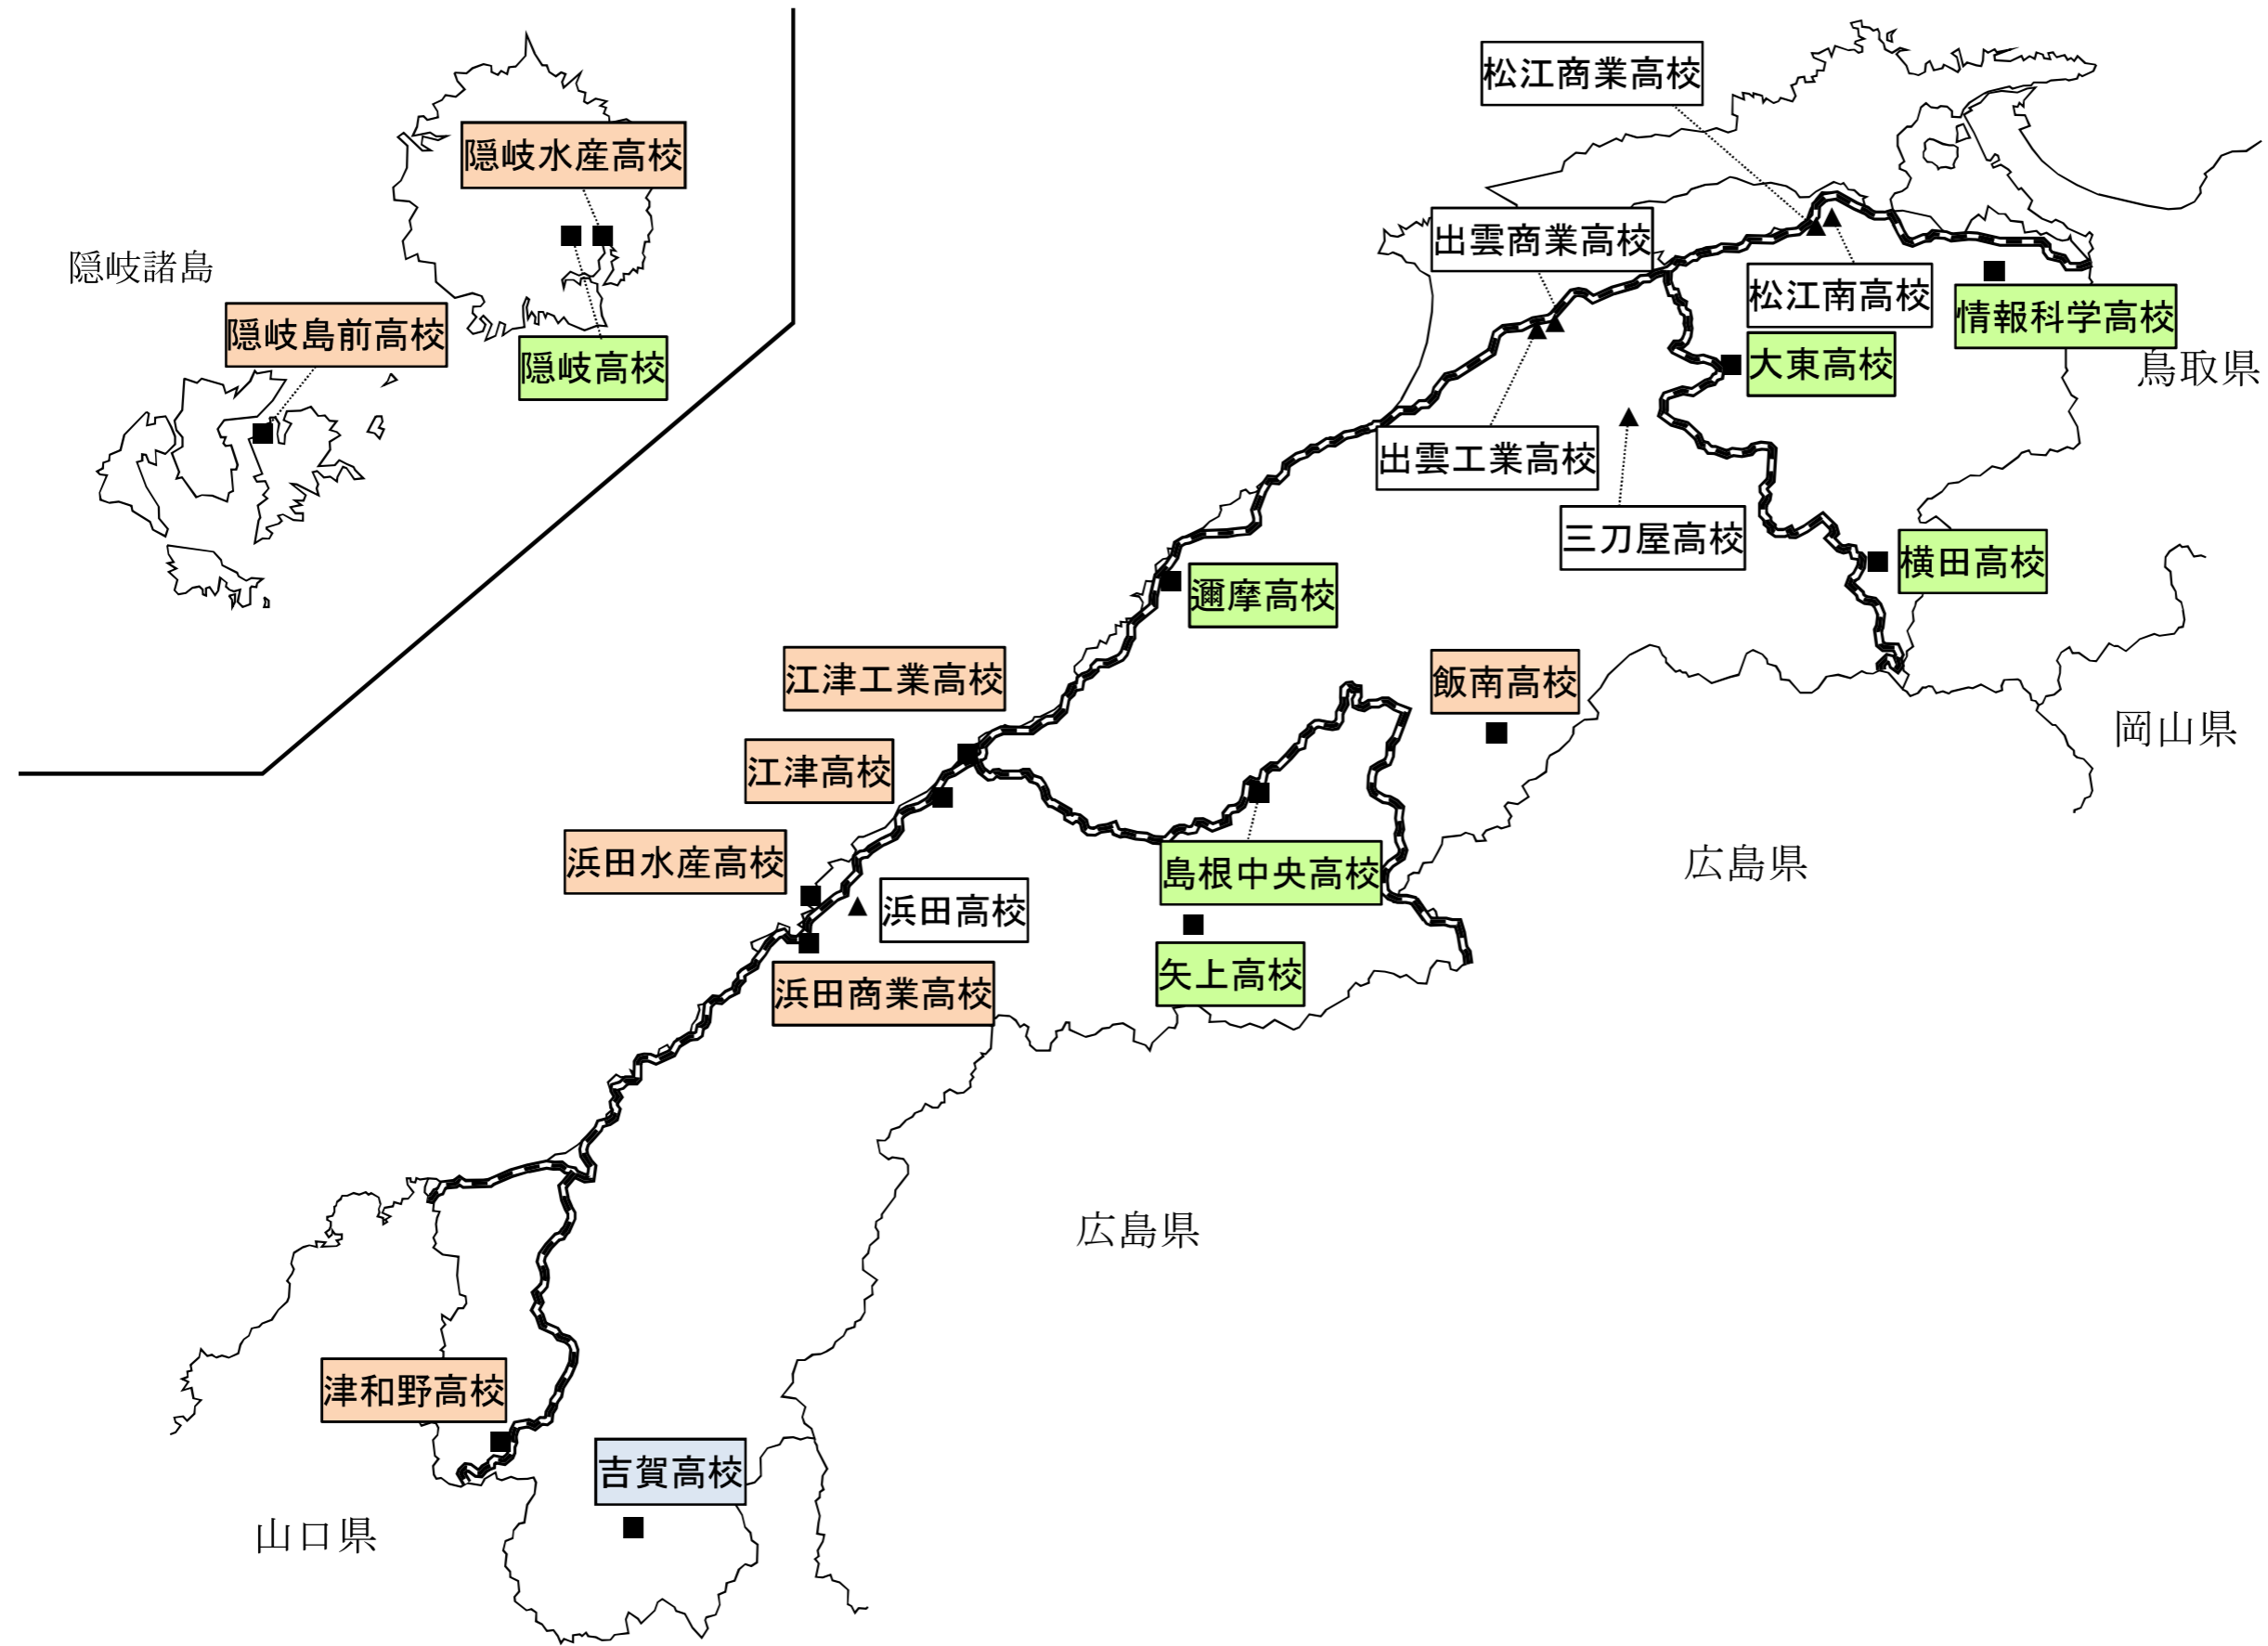 松江商業高校
隠岐水産高校
出雲商業高校
隠岐諸島
松江南高校
情報科学高校
隠岐島前高校
隠岐高校
大東高校
鳥取県
出雲工業高校
三刀屋高校
横田高校
邇摩高校
江津工業高校
飯南高校
岡山県
江津高校
浜田水産高校
島根中央高校
広島県
浜田高校
矢上高校
浜田商業高校
広島県
津和野高校
吉賀高校
山口県